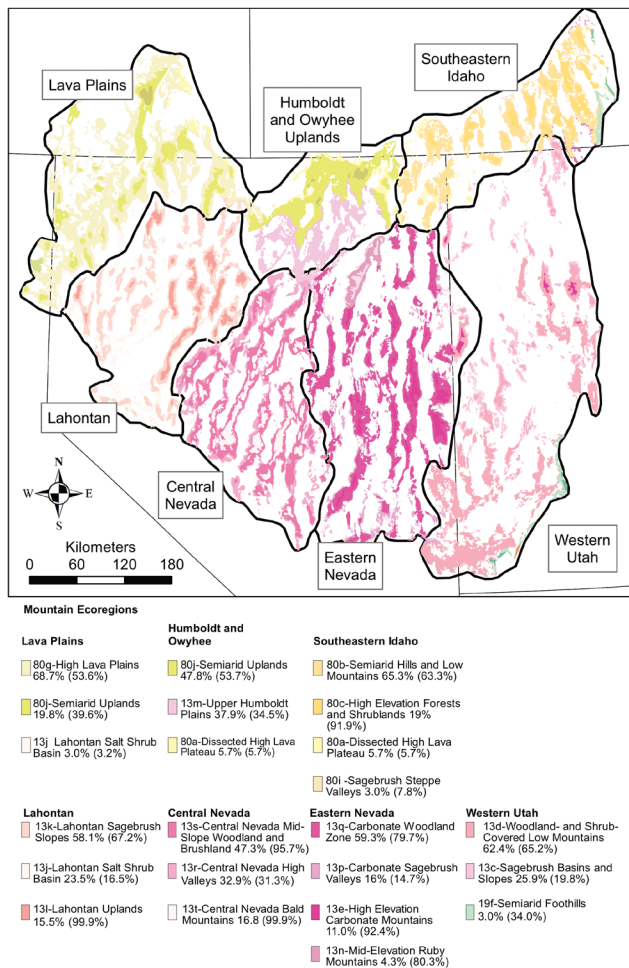 Lava Plains
Humboldt
and Owyhee
Uplands
Southeastern
Idaho
Lahontan
Central
Nevada
Eastern
Nevada
Western
Utah
N
W
E
S
Kilometers
0 60 120 180
Mountain Ecoregions
Lava Plains
80g-High Lava Plains
68.7% (53.6%)
80j-Semiarid Uplands
19.8% (39.6%)
13j Lahontan Salt Shrub
Basin 3.0% (3.2%)
Humboldt and
Owyhee
80j-Semiarid Uplands
47.8% (53.7%)
13m-Upper Humboldt
Plains 37.9% (34.5%)
80a-Dissected High Lava
Plateau 5.7% (5.7%)
Southeastern Idaho
80b-Semiarid Hills and Low
Mountains 65.3% (63.3%)
80c-High Elevation Forests
and Shrublands 19%
(91.9%)
80a-Dissected High Lava
Plateau 5.7% (5.7%)
80i -Sagebrush Steppe
Valleys 3.0% (7.8%)
Lahontan
13k-Lahontan Sagebrush
Slopes 58.1% (67.2%)
13j-Lahontan Salt Shrub
Basin 23.5% (16.5%)
13l-Lahontan Uplands
15.5% (99.9%)
Central Nevada
13s-Central Nevada Mid-
Slope Woodland and
Brushland 47.3% (95.7%)
13r-Central Nevada High
Valleys 32.9% (31.3%)
13t-Central Nevada Bald
Mountains 16.8 (99.9%)
Eastern Nevada
13q-Carbonate Woodland
Zone 59.3% (79.7%)
13p-Carbonate Sagebrush
Valleys 16% (14.7%)
13e-High Elevation
Carbonate Mountains
11.0% (92.4%)
13n-Mid-Elevation Ruby
Mountains 4.3% (80.3%)
Western Utah
13d-Woodland- and Shrub-
Covered Low Mountains
62.4% (65.2%)
13c-Sagebrush Basins and
Slopes 25.9% (19.8%)
19f-Semiarid Foothills
3.0% (34.0%)